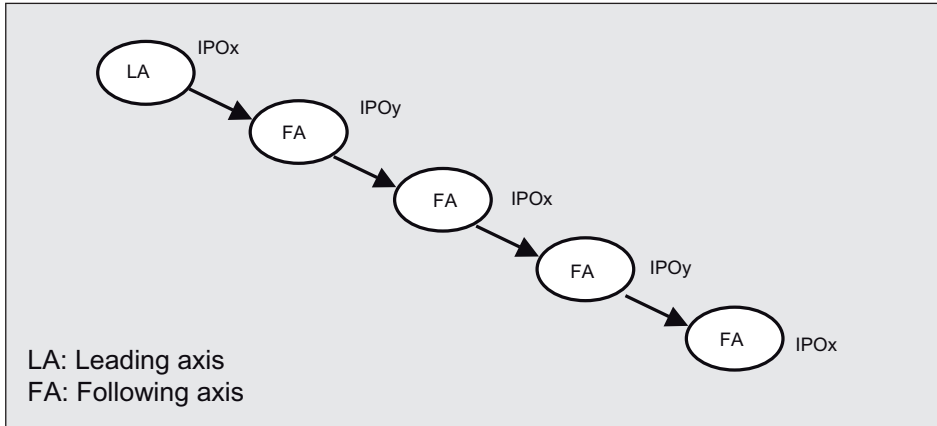 IPOx
LA
IPOy
FA
IPOx
FA
IPOy
FA
FA
IPOx
LA: Leading axis
FA: Following axis